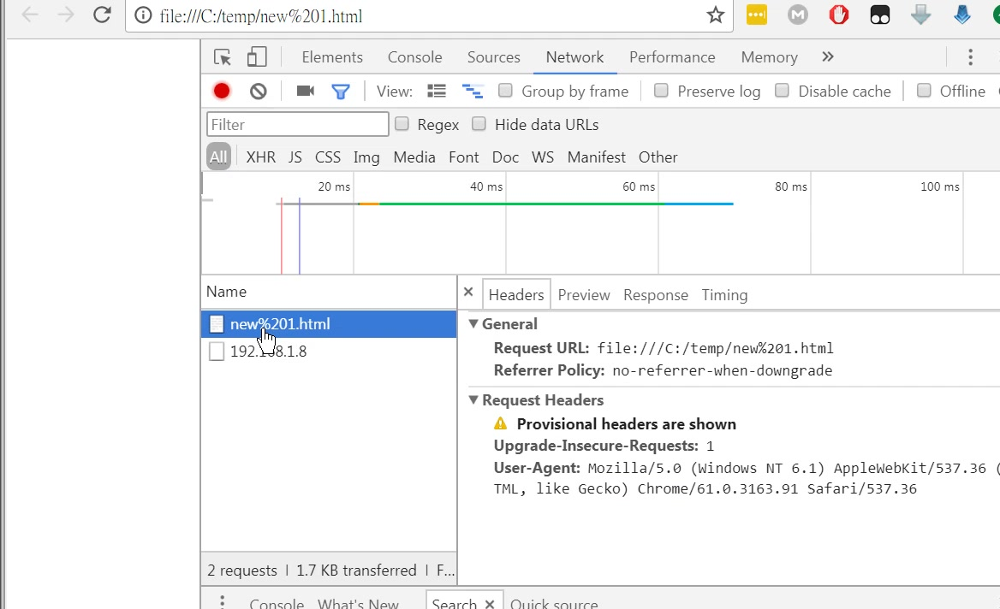 file:///C:/temp/new%201.html
Elements Console Sources Network Performance Memory »
View: Group by frame Preserve log Disable cache Offline
Filter Regex Hide data URLs
All XHR JS CSS Img Media Font Doc WS Manifest Other
20 ms 40 ms 60 ms 80 ms 100 ms
Name
new%201.html
192.168.1.8
× Headers Preview Response Timing
General
Request URL: file:///C:/temp/new%201.html
Referrer Policy: no-referrer-when-downgrade
Request Headers
Provisional headers are shown
Upgrade-Insecure-Requests: 1
User-Agent: Mozilla/5.0 (Windows NT 6.1) AppleWebKit/537.36 (
TML, like Gecko) Chrome/61.0.3163.91 Safari/537.36
2 requests | 1.7 KB transferred | F...
Console What's New Search × Quick source